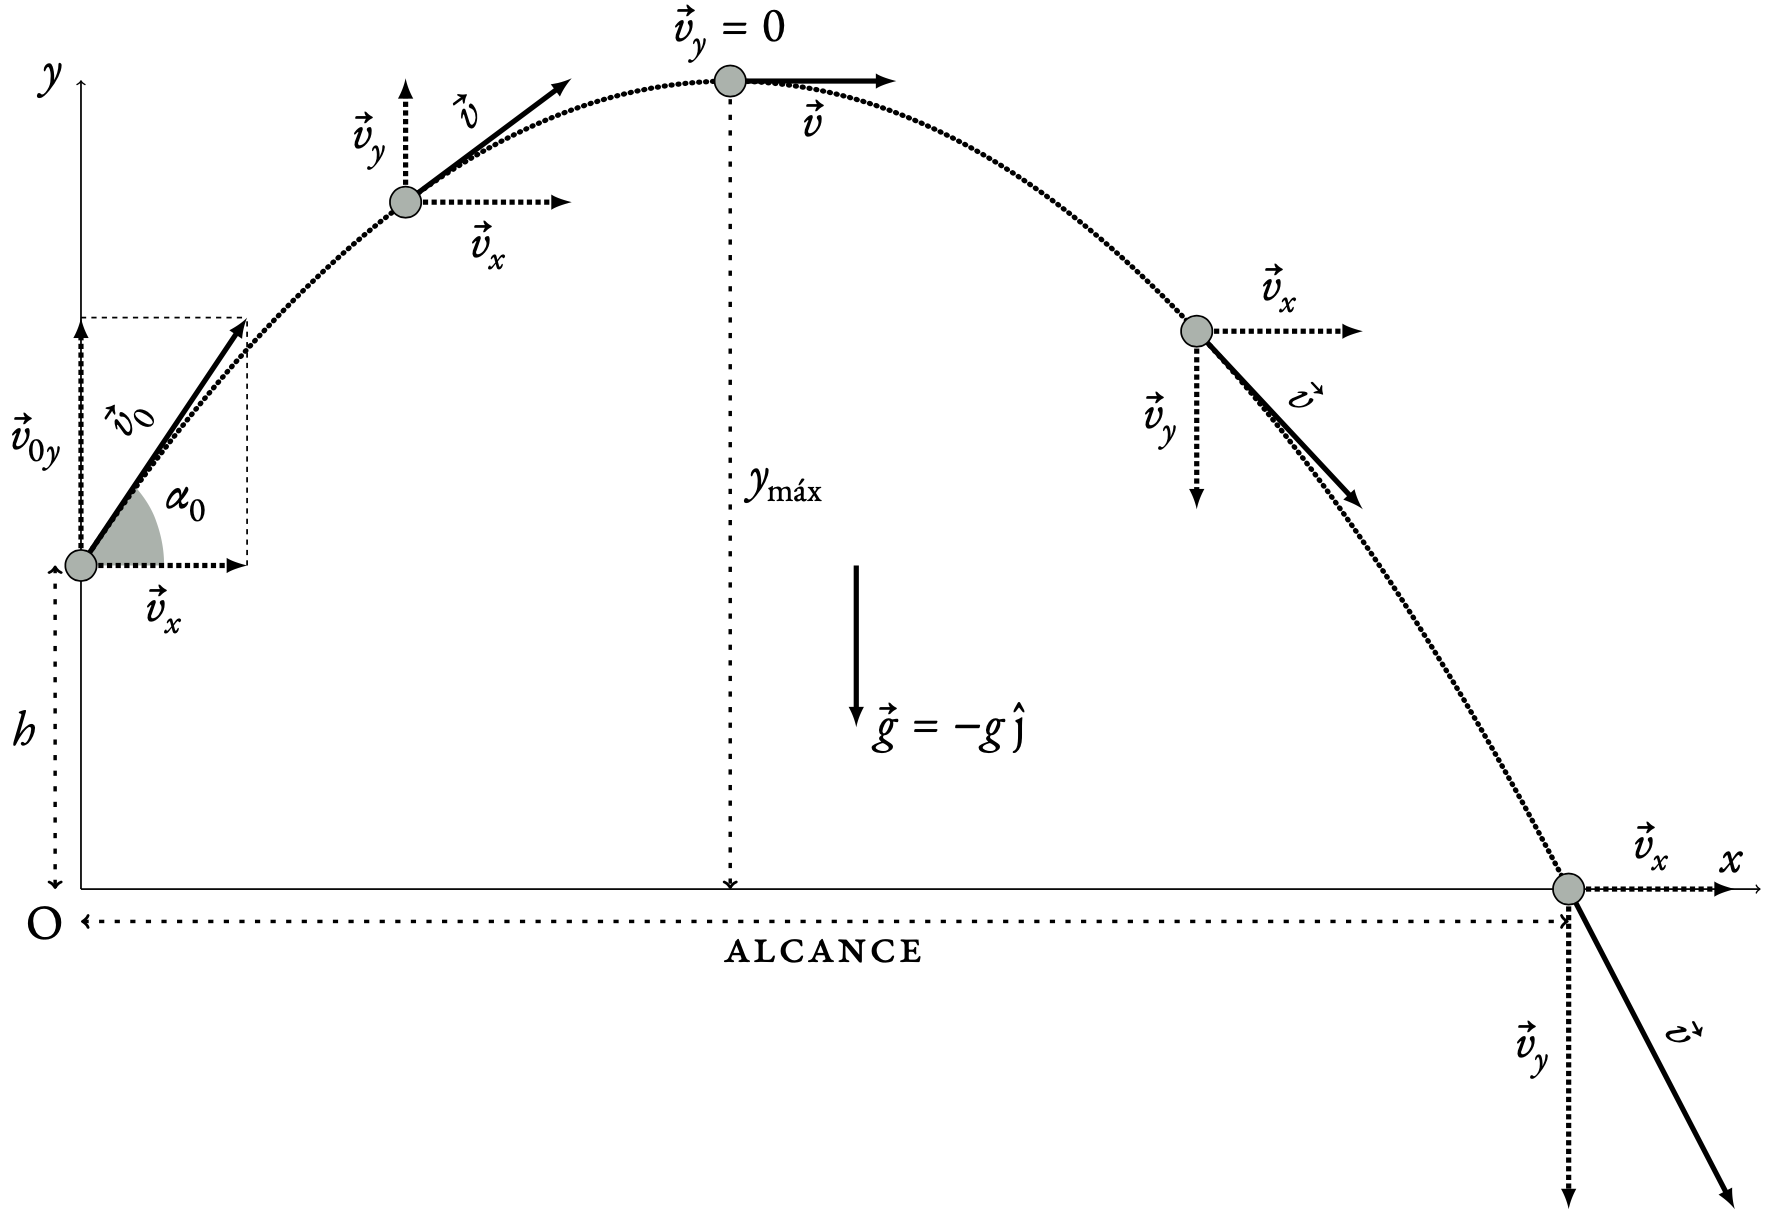 v⃗_y = 0
y
v⃗
v⃗_y
v⃗
v⃗_x
v⃗_x
v⃗
v⃗_0
v⃗_y
v⃗_0y
y_máx
α_0
v⃗_x
h
g⃗ = −g ĵ
v⃗_x
x
O
ALCANCE
v⃗
v⃗_y